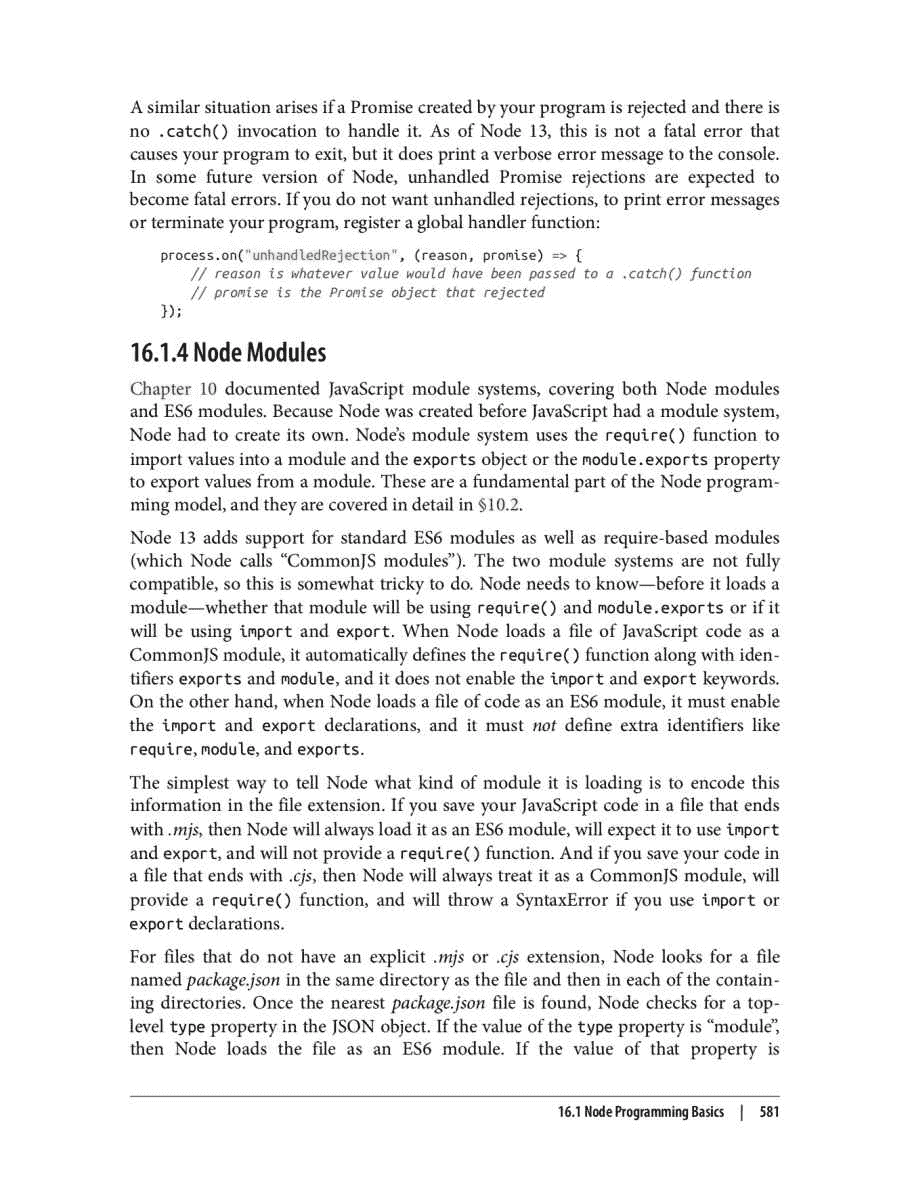 A similar situation arises if a Promise created by your program is rejected and there is
no .catch() invocation to handle it. As of Node 13, this is not a fatal error that
causes your program to exit, but it does print a verbose error message to the console.
In some future version of Node, unhandled Promise rejections are expected to
become fatal errors. If you do not want unhandled rejections, to print error messages
or terminate your program, register a global handler function:
process.on("unhandledRejection", (reason, promise) => {
    // reason is whatever value would have been passed to a .catch() function
    // promise is the Promise object that rejected
});
16.1.4 Node Modules
Chapter 10 documented JavaScript module systems, covering both Node modules
and ES6 modules. Because Node was created before JavaScript had a module system,
Node had to create its own. Node’s module system uses the require() function to
import values into a module and the exports object or the module.exports property
to export values from a module. These are a fundamental part of the Node program-
ming model, and they are covered in detail in §10.2.
Node 13 adds support for standard ES6 modules as well as require-based modules
(which Node calls “CommonJS modules”). The two module systems are not fully
compatible, so this is somewhat tricky to do. Node needs to know—before it loads a
module—whether that module will be using require() and module.exports or if it
will be using import and export. When Node loads a file of JavaScript code as a
CommonJS module, it automatically defines the require() function along with iden-
tifiers exports and module, and it does not enable the import and export keywords.
On the other hand, when Node loads a file of code as an ES6 module, it must enable
the import and export declarations, and it must not define extra identifiers like
require, module, and exports.
The simplest way to tell Node what kind of module it is loading is to encode this
information in the file extension. If you save your JavaScript code in a file that ends
with .mjs, then Node will always load it as an ES6 module, will expect it to use import
and export, and will not provide a require() function. And if you save your code in
a file that ends with .cjs, then Node will always treat it as a CommonJS module, will
provide a require() function, and will throw a SyntaxError if you use import or
export declarations.
For files that do not have an explicit .mjs or .cjs extension, Node looks for a file
named package.json in the same directory as the file and then in each of the contain-
ing directories. Once the nearest package.json file is found, Node checks for a top-
level type property in the JSON object. If the value of the type property is “module”,
then Node loads the file as an ES6 module. If the value of that property is
16.1 Node Programming Basics | 581